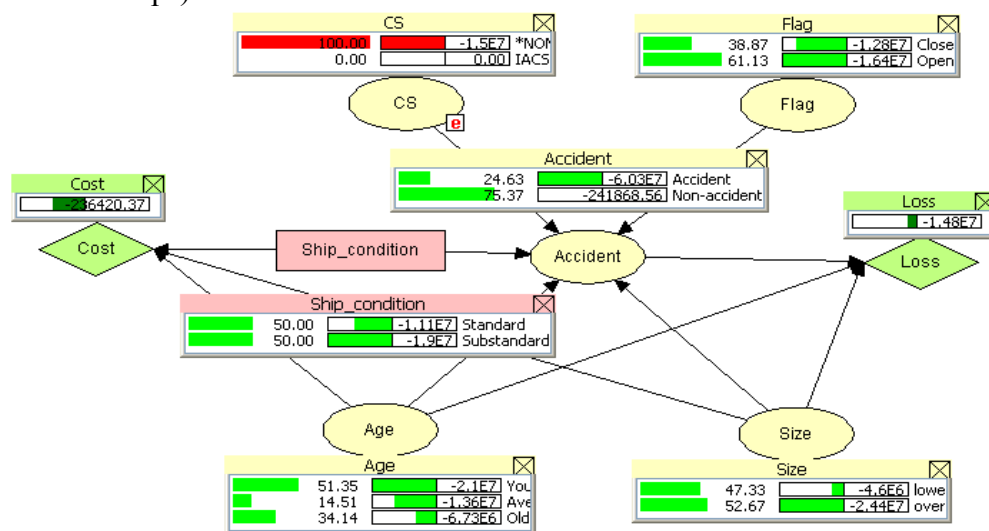 CS
100.00 -1.5E7 *NON
0.00 0.00 IACS
Flag
38.87 -1.28E7 Close
61.13 -1.64E7 Open
CS
e
Flag
Accident
24.63 -6.03E7 Accident
75.37 -241868.56 Non-accident
Cost
-236420.37
Loss
-1.48E7
Cost
Ship_condition
Accident
Loss
Ship_condition
50.00 -1.11E7 Standard
50.00 -1.9E7 Substandard
Age
Size
Age
51.35 -2.1E7 You
14.51 -1.36E7 Ave
34.14 -6.73E6 Old
Size
47.33 -4.6E6 lowe
52.67 -2.44E7 over